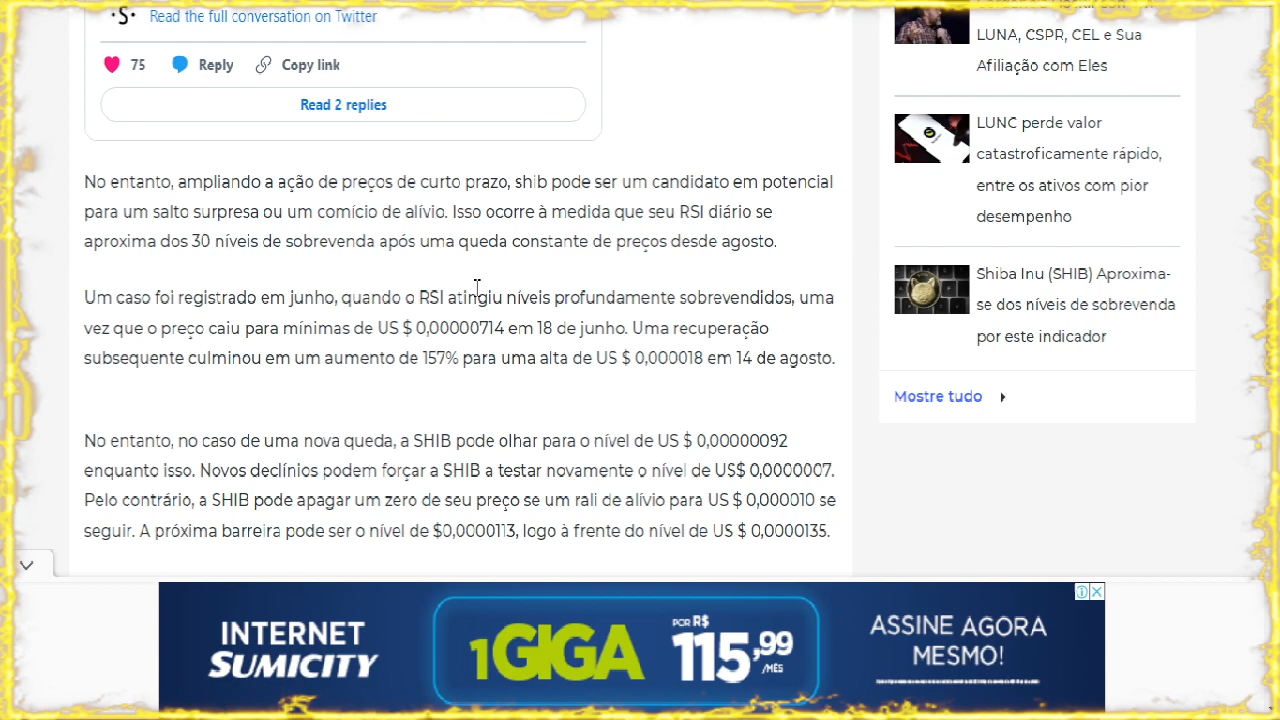 Read the full conversation on Twitter
75 Reply Copy link
Read 2 replies
No entanto, ampliando a ação de preços de curto prazo, shib pode ser um candidato em potencial
para um salto surpresa ou um comício de alívio. Isso ocorre à medida que seu RSI diário se
aproxima dos 30 níveis de sobrevenda após uma queda constante de preços desde agosto.
Um caso foi registrado em junho, quando o RSI atingiu níveis profundamente sobrevendidos, uma
vez que o preço caiu para mínimas de US $ 0,00000714 em 18 de junho. Uma recuperação
subsequente culminou em um aumento de 157% para uma alta de US $ 0,000018 em 14 de agosto.
No entanto, no caso de uma nova queda, a SHIB pode olhar para o nível de US $ 0,00000092
enquanto isso. Novos declínios podem forçar a SHIB a testar novamente o nível de US$ 0,0000007.
Pelo contrário, a SHIB pode apagar um zero de seu preço se um rali de alívio para US $ 0,000010 se
seguir. A próxima barreira pode ser o nível de $0,0000113, logo à frente do nível de US $ 0,0000135.
LUNA, CSPR, CEL e Sua
Afiliação com Eles
LUNC perde valor
catastroficamente rápido,
entre os ativos com pior
desempenho
Shiba Inu (SHIB) Aproxima-
se dos níveis de sobrevenda
por este indicador
Mostre tudo
INTERNET
SUMICITY
1GIGA
POR R$
115,99
/MÊS
ASSINE AGORA
MESMO!